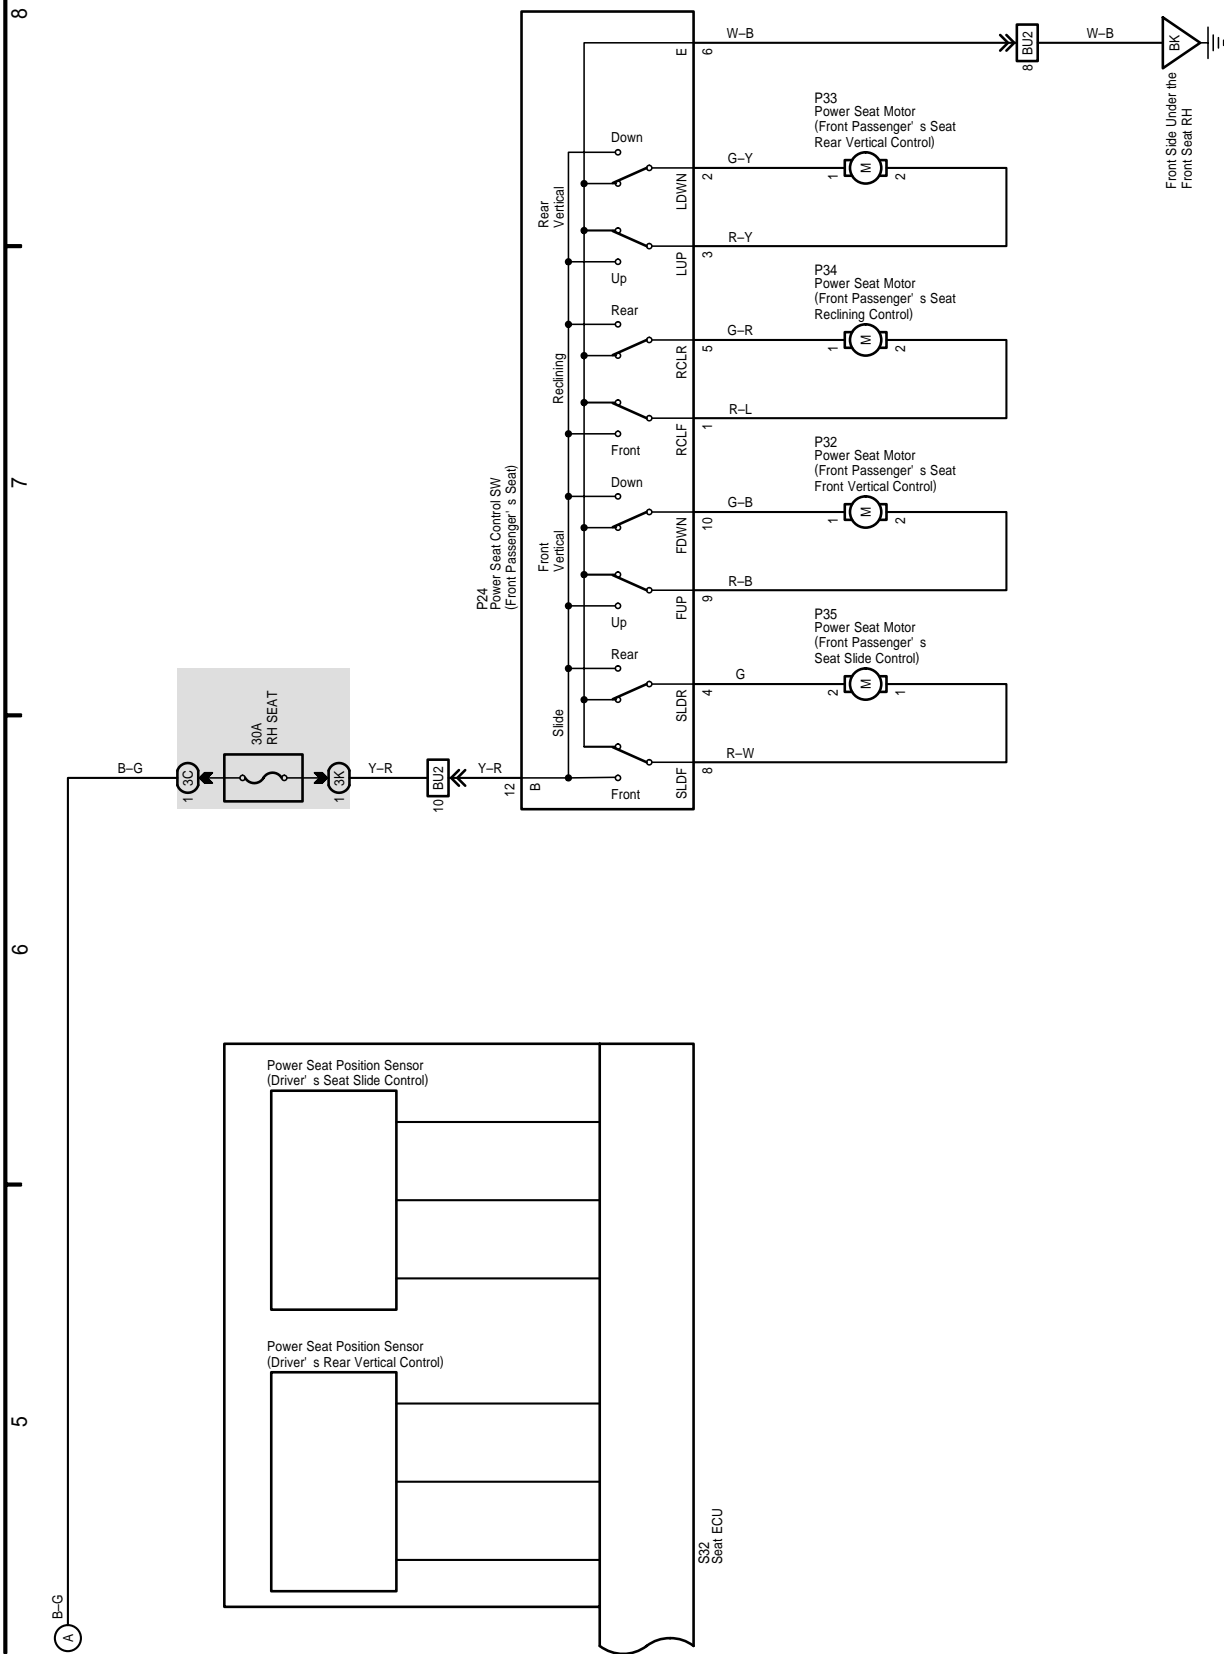 8
7
6
5
W–B
E
6
8
BU2
W–B
BK
Front Side Under the
Front Seat RH
P33
Power Seat Motor
(Front Passenger' s Seat
Rear Vertical Control)
Down
Rear
Vertical
G–Y
LDWN
2
1
M
2
LUP
3
R–Y
Up
P34
Power Seat Motor
(Front Passenger' s Seat
Reclining Control)
Rear
Reclining
G–R
RCLR
5
1
M
2
RCLF
1
R–L
Front
P32
Power Seat Motor
(Front Passenger' s Seat
Front Vertical Control)
P24
Power Seat Control SW
(Front Passenger' s Seat)
Down
Front
Vertical
G–B
FDWN
10
1
M
2
FUP
9
R–B
Up
P35
Power Seat Motor
(Front Passenger' s
Seat Slide Control)
Rear
Slide
G
SLDR
4
2
M
1
SLDF
8
R–W
Front
B–G
1
3C
30A
RH SEAT
1
3K
Y–R
10
BU2
Y–R
12
B
Power Seat Position Sensor
(Driver' s Seat Slide Control)
Power Seat Position Sensor
(Driver' s Rear Vertical Control)
S32
Seat ECU
B–G
A